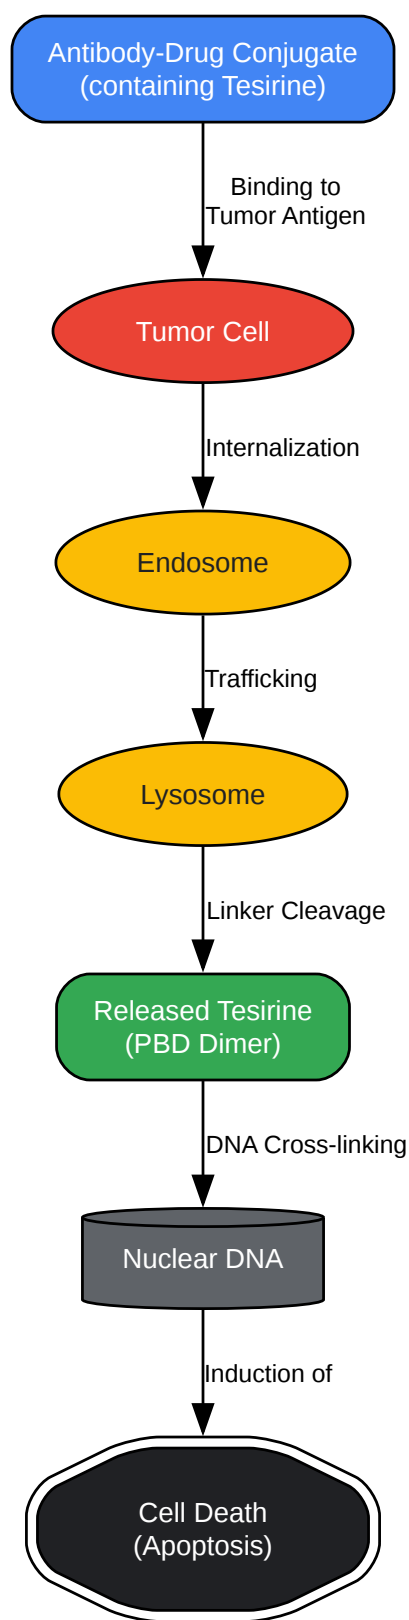 Antibody-Drug Conjugate
(containing Tesirine)
Binding to
Tumor Antigen
Tumor Cell
Internalization
Endosome
Trafficking
Lysosome
Linker Cleavage
Released Tesirine
(PBD Dimer)
DNA Cross-linking
Nuclear DNA
Induction of
Cell Death
(Apoptosis)